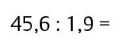 45,6 : 1,9 =